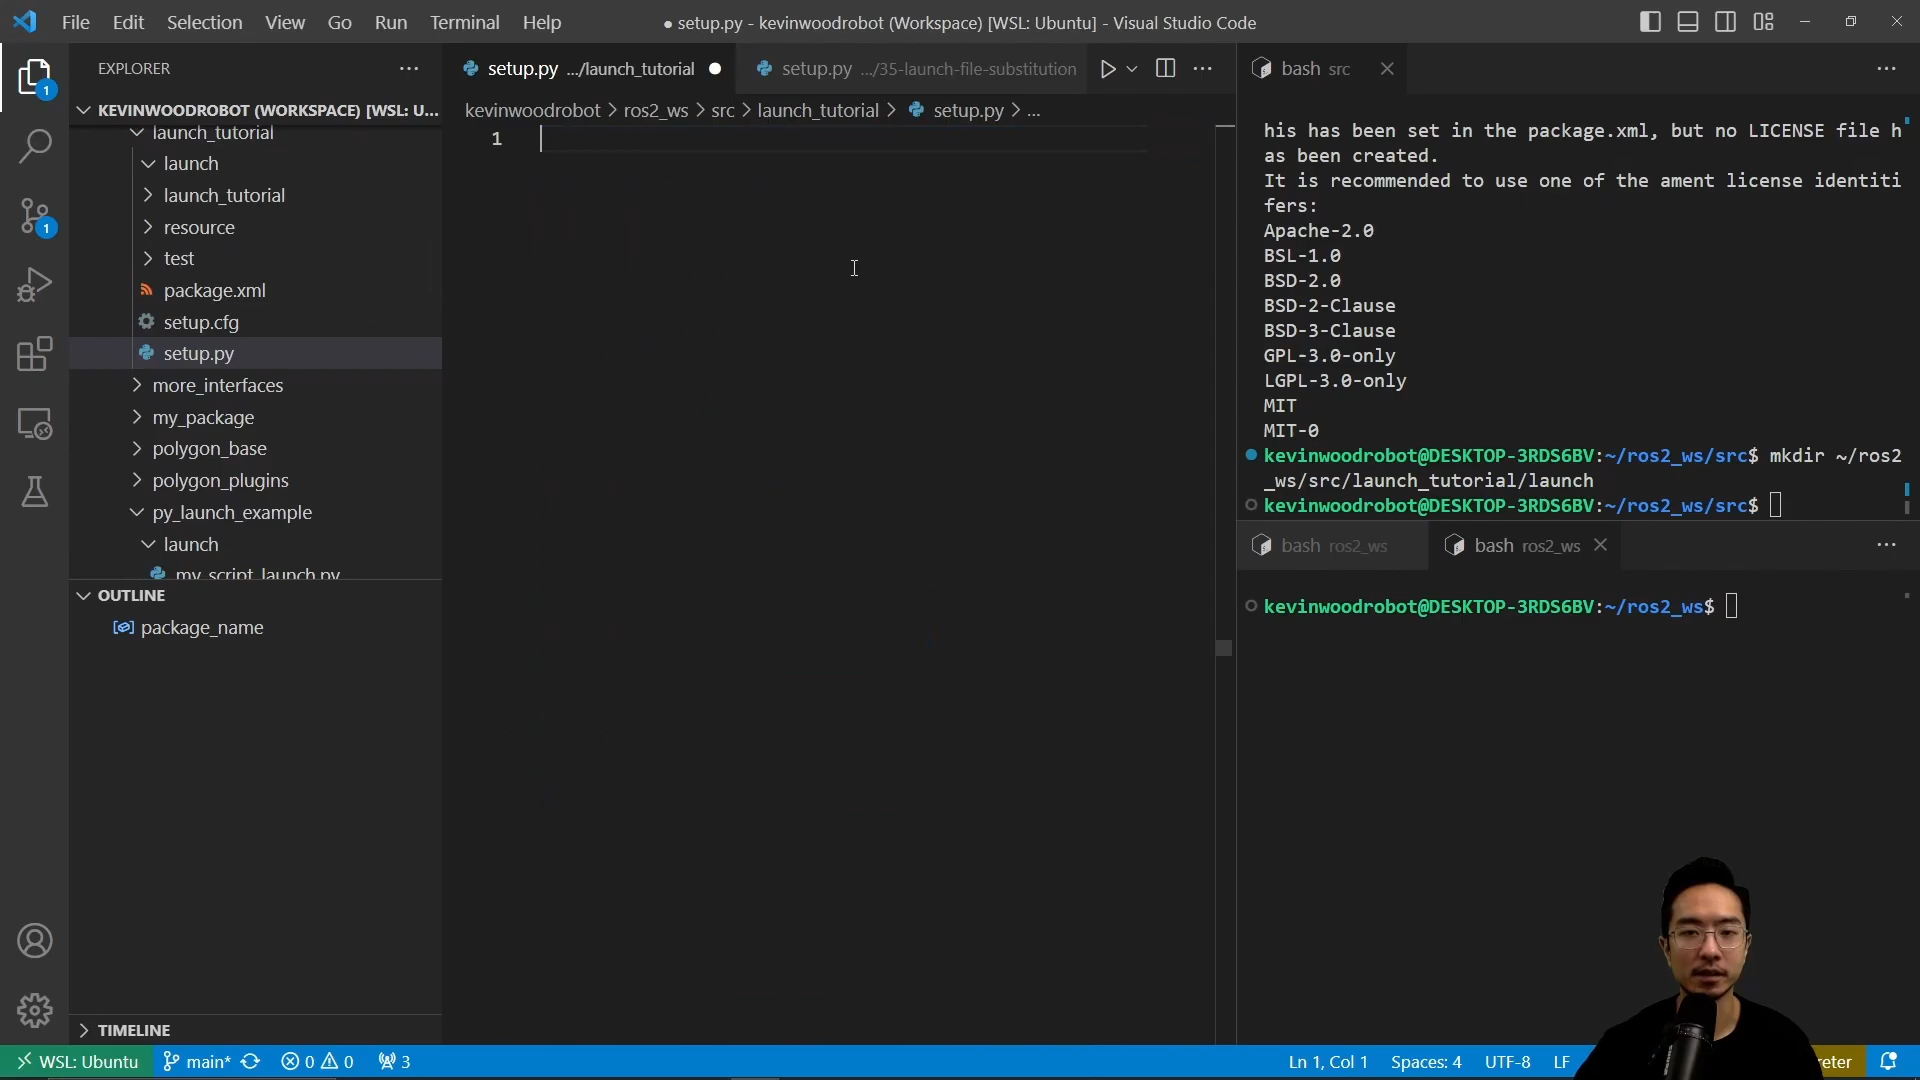 File Edit Selection View Go Run Terminal Help
● setup.py - kevinwoodrobot (Workspace) [WSL: Ubuntu] - Visual Studio Code
EXPLORER
1
1
KEVINWOODROBOT (WORKSPACE) [WSL: U...
launch_tutorial
launch
launch_tutorial
resource
test
package.xml
setup.cfg
setup.py
more_interfaces
my_package
polygon_base
polygon_plugins
py_launch_example
launch
my_script_launch.py
OUTLINE
package_name
TIMELINE
setup.py .../launch_tutorial
setup.py .../35-launch-file-substitution
kevinwoodrobot > ros2_ws > src > launch_tutorial > setup.py > ...
1
bash src
his has been set in the package.xml, but no LICENSE file h
as been created.
It is recommended to use one of the ament license identiti
fers:
Apache-2.0
BSL-1.0
BSD-2.0
BSD-2-Clause
BSD-3-Clause
GPL-3.0-only
LGPL-3.0-only
MIT
MIT-0
kevinwoodrobot@DESKTOP-3RDS6BV:~/ros2_ws/src$ mkdir ~/ros2
_ws/src/launch_tutorial/launch
kevinwoodrobot@DESKTOP-3RDS6BV:~/ros2_ws/src$
bash ros2_ws
bash ros2_ws
kevinwoodrobot@DESKTOP-3RDS6BV:~/ros2_ws$
WSL: Ubuntu main* 0 0 3
Ln 1, Col 1 Spaces: 4 UTF-8 LF